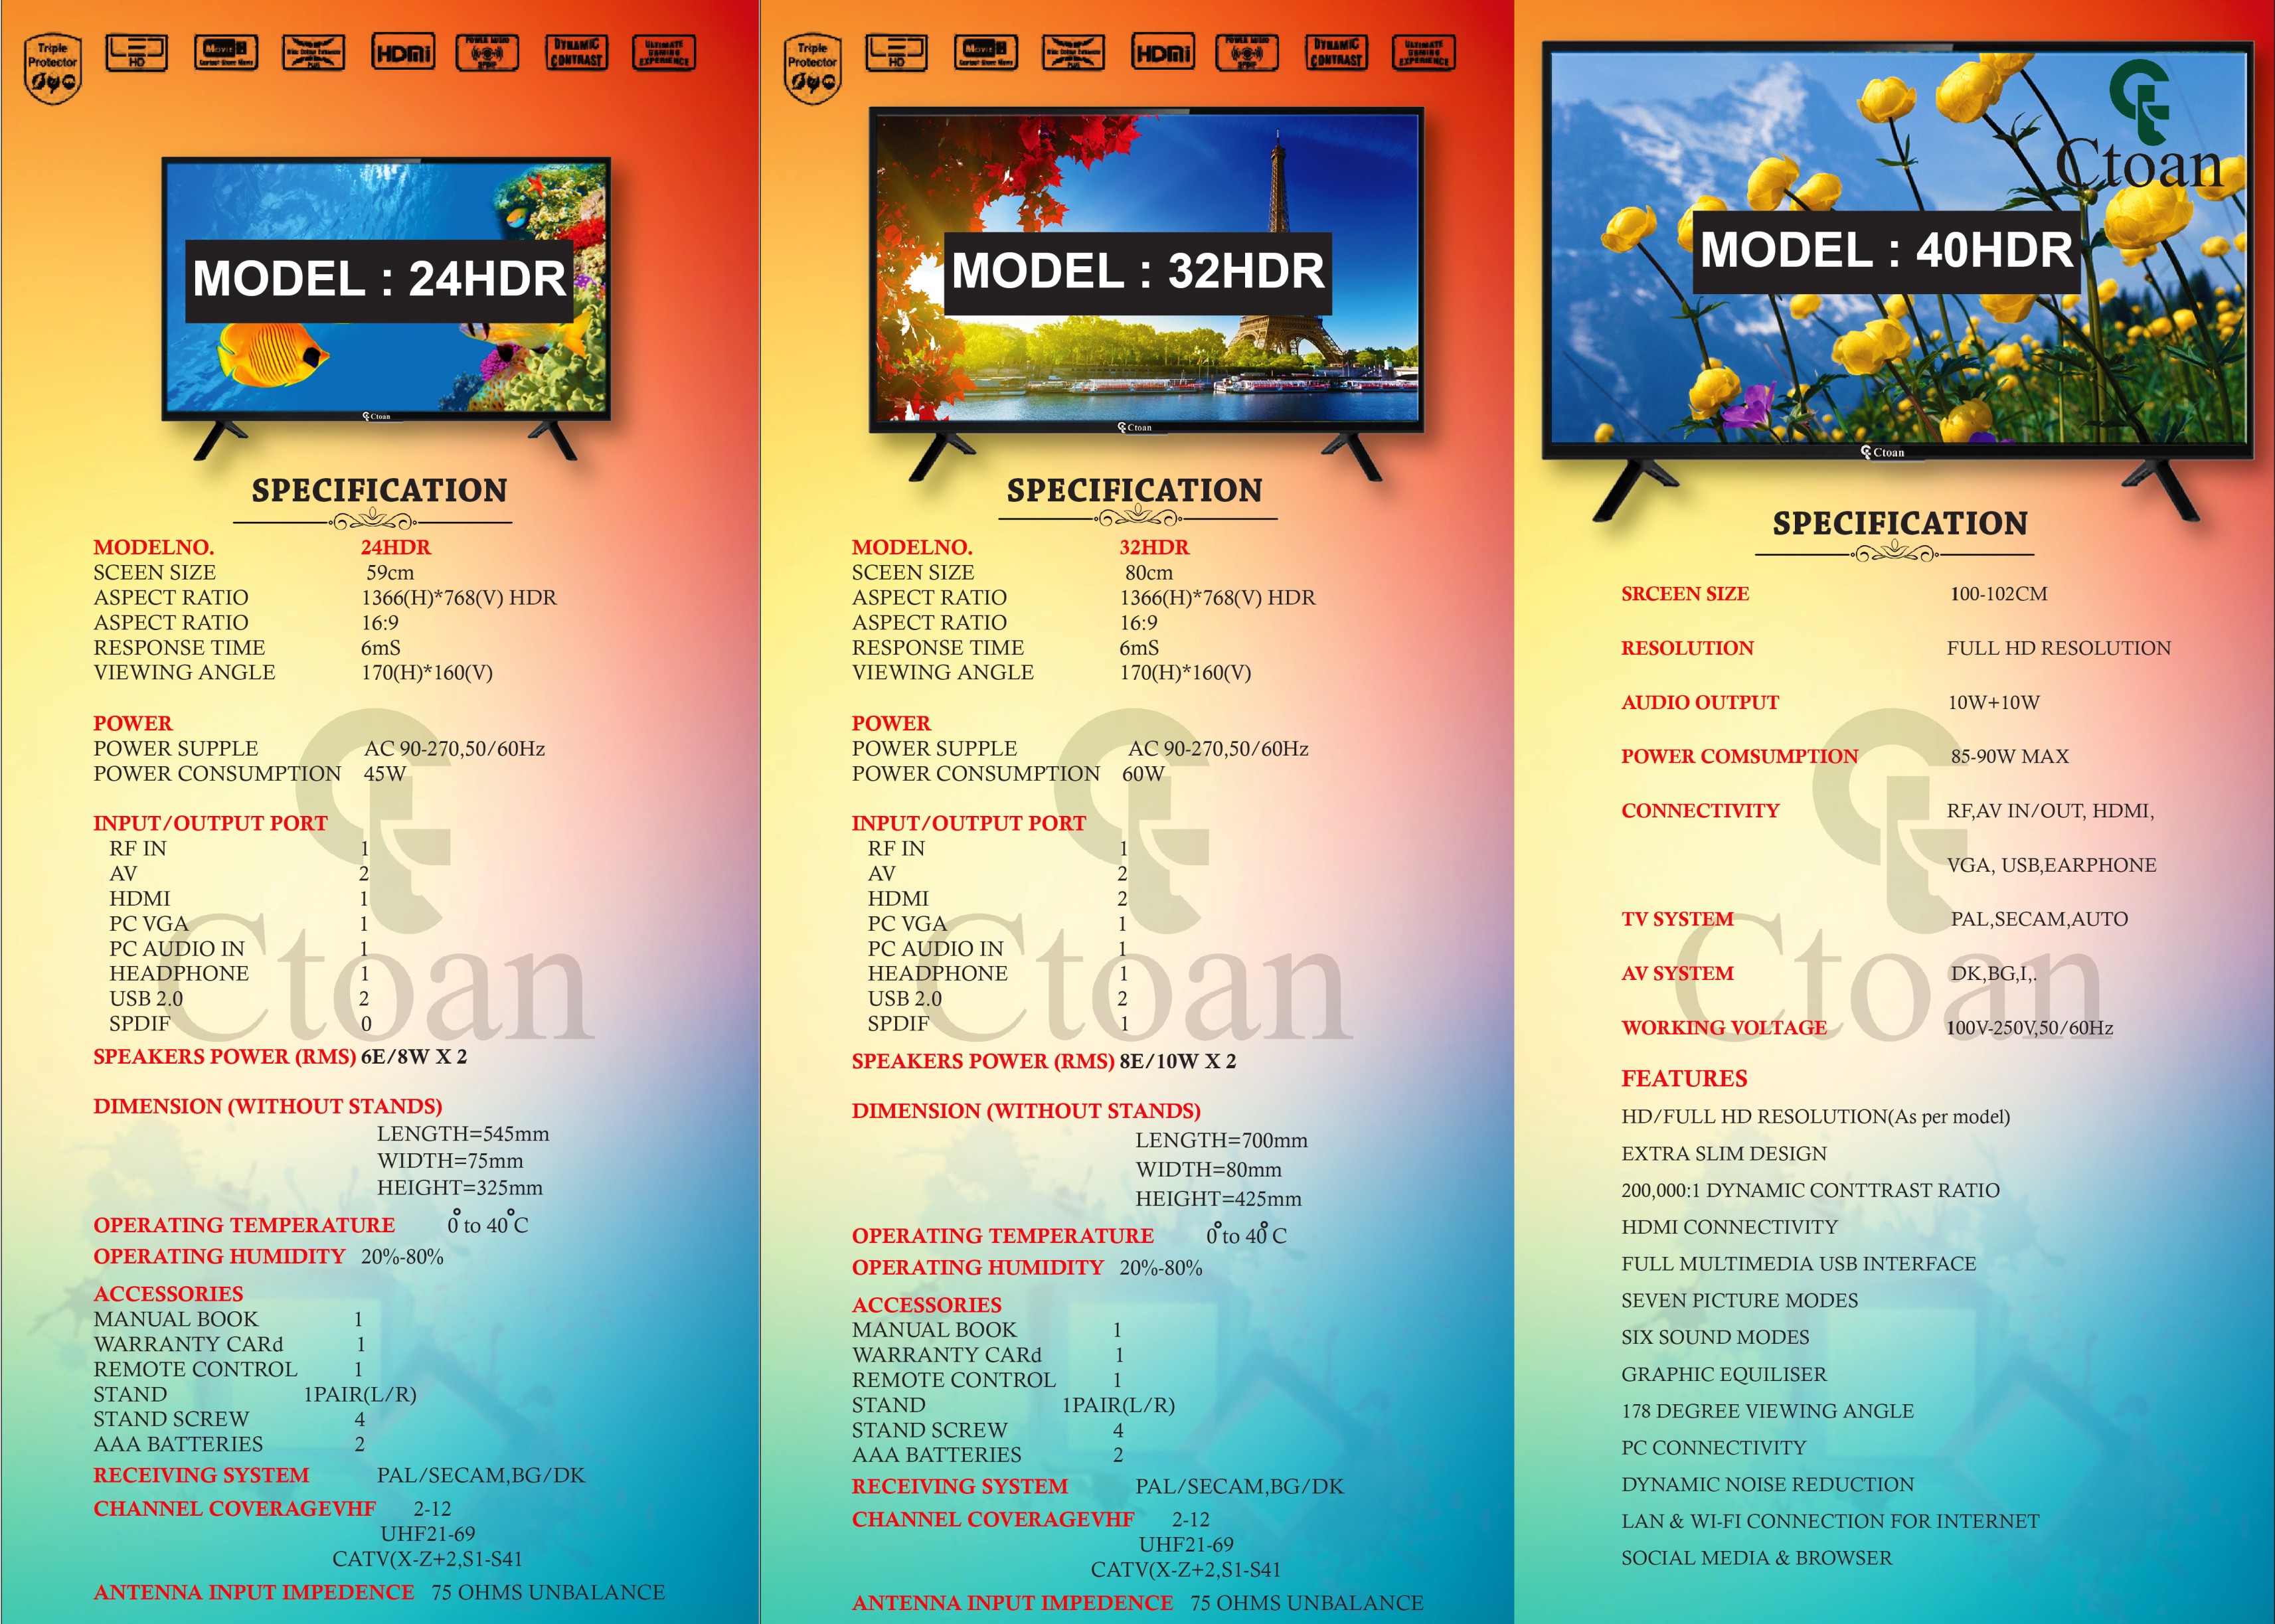 Triple
Protector
LED
HD
Movie
HDMI
POWER AUDIO
SPDIF
DYNAMIC
CONTRAST
ULTIMATE
GAMING
EXPERIENCE
MODEL : 24HDR
Ctoan
SPECIFICATION
MODELNO. 24HDR
SCEEN SIZE 59cm
ASPECT RATIO 1366(H)*768(V) HDR
ASPECT RATIO 16:9
RESPONSE TIME 6mS
VIEWING ANGLE 170(H)*160(V)
POWER
POWER SUPPLE AC 90-270,50/60Hz
POWER CONSUMPTION 45W
INPUT/OUTPUT PORT
RF IN 1
AV 2
HDMI 1
PC VGA 1
PC AUDIO IN 1
HEADPHONE 1
USB 2.0 2
SPDIF 0
Ctoan
SPEAKERS POWER (RMS) 6E/8W X 2
DIMENSION (WITHOUT STANDS)
LENGTH=545mm
WIDTH=75mm
HEIGHT=325mm
OPERATING TEMPERATURE 0° to 40°C
OPERATING HUMIDITY 20%-80%
ACCESSORIES
MANUAL BOOK 1
WARRANTY CARd 1
REMOTE CONTROL 1
STAND 1PAIR(L/R)
STAND SCREW 4
AAA BATTERIES 2
RECEIVING SYSTEM PAL/SECAM,BG/DK
CHANNEL COVERAGEVHF 2-12
UHF21-69
CATV(X-Z+2,S1-S41
ANTENNA INPUT IMPEDENCE 75 OHMS UNBALANCE
Triple
Protector
LED
HD
Movie
HDMI
POWER AUDIO
SPDIF
DYNAMIC
CONTRAST
ULTIMATE
GAMING
EXPERIENCE
MODEL : 32HDR
Ctoan
SPECIFICATION
MODELNO. 32HDR
SCEEN SIZE 80cm
ASPECT RATIO 1366(H)*768(V) HDR
ASPECT RATIO 16:9
RESPONSE TIME 6mS
VIEWING ANGLE 170(H)*160(V)
POWER
POWER SUPPLE AC 90-270,50/60Hz
POWER CONSUMPTION 60W
INPUT/OUTPUT PORT
RF IN 1
AV 2
HDMI 2
PC VGA 1
PC AUDIO IN 1
HEADPHONE 1
USB 2.0 2
SPDIF 1
Ctoan
SPEAKERS POWER (RMS) 8E/10W X 2
DIMENSION (WITHOUT STANDS)
LENGTH=700mm
WIDTH=80mm
HEIGHT=425mm
OPERATING TEMPERATURE 0° to 40°C
OPERATING HUMIDITY 20%-80%
ACCESSORIES
MANUAL BOOK 1
WARRANTY CARd 1
REMOTE CONTROL 1
STAND 1PAIR(L/R)
STAND SCREW 4
AAA BATTERIES 2
RECEIVING SYSTEM PAL/SECAM,BG/DK
CHANNEL COVERAGEVHF 2-12
UHF21-69
CATV(X-Z+2,S1-S41
ANTENNA INPUT IMPEDENCE 75 OHMS UNBALANCE
Ctoan
MODEL : 40HDR
Ctoan
SPECIFICATION
SRCEEN SIZE 100-102CM
RESOLUTION FULL HD RESOLUTION
AUDIO OUTPUT 10W+10W
POWER COMSUMPTION 85-90W MAX
CONNECTIVITY RF,AV IN/OUT, HDMI,
VGA, USB,EARPHONE
TV SYSTEM PAL,SECAM,AUTO
AV SYSTEM DK,BG,I,.
Ctoan
WORKING VOLTAGE 100V-250V,50/60Hz
FEATURES
HD/FULL HD RESOLUTION(As per model)
EXTRA SLIM DESIGN
200,000:1 DYNAMIC CONTTRAST RATIO
HDMI CONNECTIVITY
FULL MULTIMEDIA USB INTERFACE
SEVEN PICTURE MODES
SIX SOUND MODES
GRAPHIC EQUILISER
178 DEGREE VIEWING ANGLE
PC CONNECTIVITY
DYNAMIC NOISE REDUCTION
LAN & WI-FI CONNECTION FOR INTERNET
SOCIAL MEDIA & BROWSER